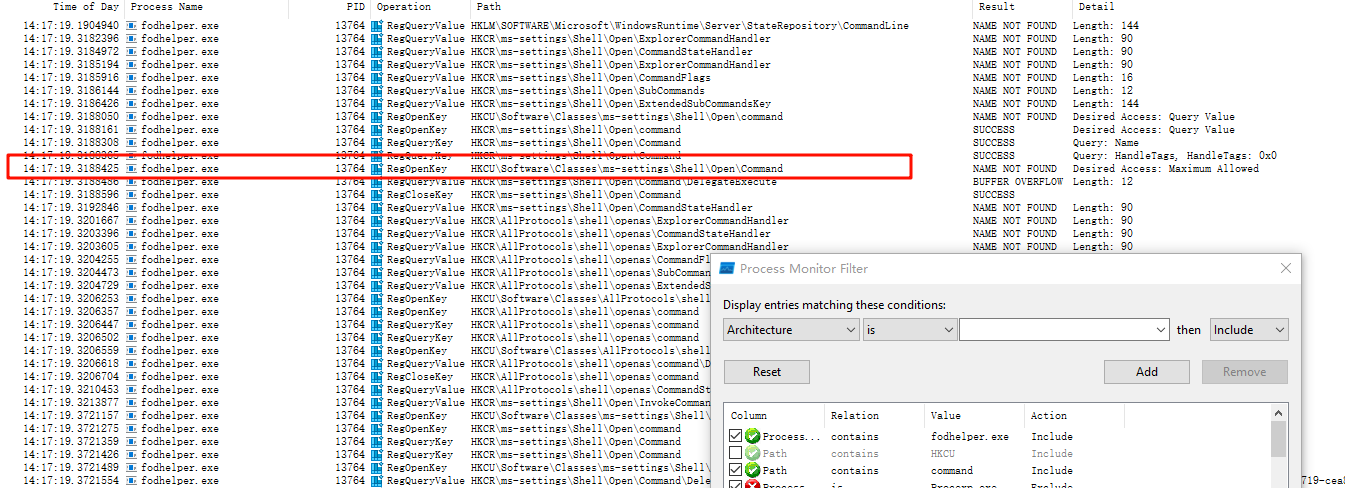 Time of Day Process Name PID Operation Path Result Detail
14:17:19.1904940 fodhelper.exe 13764 RegQueryValue HKLM\SOFTWARE\Microsoft\WindowsRuntime\Server\StateRepository\CommandLine NAME NOT FOUND Length: 144
14:17:19.3182396 fodhelper.exe 13764 RegQueryValue HKCR\ms-settings\Shell\Open\ExplorerCommandHandler NAME NOT FOUND Length: 90
14:17:19.3184972 fodhelper.exe 13764 RegQueryValue HKCR\ms-settings\Shell\Open\CommandStateHandler NAME NOT FOUND Length: 90
14:17:19.3185194 fodhelper.exe 13764 RegQueryValue HKCR\ms-settings\Shell\Open\ExplorerCommandHandler NAME NOT FOUND Length: 90
14:17:19.3185916 fodhelper.exe 13764 RegQueryValue HKCR\ms-settings\Shell\Open\CommandFlags NAME NOT FOUND Length: 16
14:17:19.3186144 fodhelper.exe 13764 RegQueryValue HKCR\ms-settings\Shell\Open\SubCommands NAME NOT FOUND Length: 12
14:17:19.3186426 fodhelper.exe 13764 RegQueryValue HKCR\ms-settings\Shell\Open\ExtendedSubCommandsKey NAME NOT FOUND Length: 144
14:17:19.3188050 fodhelper.exe 13764 RegOpenKey HKCU\Software\Classes\ms-settings\Shell\Open\command NAME NOT FOUND Desired Access: Query Value
14:17:19.3188161 fodhelper.exe 13764 RegOpenKey HKCR\ms-settings\Shell\Open\command SUCCESS Desired Access: Query Value
14:17:19.3188308 fodhelper.exe 13764 RegQueryKey HKCR\ms-settings\Shell\Open\Command SUCCESS Query: Name
fodhelper.exe 13764 RegQueryKey HKCR\ms-settings\Shell\Open\Command SUCCESS Query: HandleTags, HandleTags: 0x0
14:17:19.3188425 fodhelper.exe 13764 RegOpenKey HKCU\Software\Classes\ms-settings\Shell\Open\Command NAME NOT FOUND Desired Access: Maximum Allowed
14:17:19.3188486 fodhelper.exe 13764 RegQueryValue HKCR\ms-settings\Shell\Open\Command\DelegateExecute BUFFER OVERFLOW Length: 12
14:17:19.3188596 fodhelper.exe 13764 RegCloseKey HKCR\ms-settings\Shell\Open\Command SUCCESS
14:17:19.3192846 fodhelper.exe 13764 RegQueryValue HKCR\ms-settings\Shell\Open\CommandStateHandler NAME NOT FOUND Length: 90
14:17:19.3201667 fodhelper.exe 13764 RegQueryValue HKCR\AllProtocols\shell\openas\ExplorerCommandHandler NAME NOT FOUND Length: 90
14:17:19.3203396 fodhelper.exe 13764 RegQueryValue HKCR\AllProtocols\shell\openas\CommandStateHandler NAME NOT FOUND Length: 90
14:17:19.3203605 fodhelper.exe 13764 RegQueryValue HKCR\AllProtocols\shell\openas\ExplorerCommandHandler NAME NOT FOUND Length: 90
14:17:19.3204255 fodhelper.exe 13764 RegQueryValue HKCR\AllProtocols\shell\openas\CommandFl
14:17:19.3204473 fodhelper.exe 13764 RegQueryValue HKCR\AllProtocols\shell\openas\SubComman
14:17:19.3204729 fodhelper.exe 13764 RegQueryValue HKCR\AllProtocols\shell\openas\ExtendedS
14:17:19.3206253 fodhelper.exe 13764 RegOpenKey HKCU\Software\Classes\AllProtocols\shell
14:17:19.3206357 fodhelper.exe 13764 RegOpenKey HKCR\AllProtocols\shell\openas\command
14:17:19.3206447 fodhelper.exe 13764 RegQueryKey HKCR\AllProtocols\shell\openas\command
14:17:19.3206502 fodhelper.exe 13764 RegQueryKey HKCR\AllProtocols\shell\openas\command
14:17:19.3206559 fodhelper.exe 13764 RegOpenKey HKCU\Software\Classes\AllProtocols\shell
14:17:19.3206618 fodhelper.exe 13764 RegQueryValue HKCR\AllProtocols\shell\openas\command\D
14:17:19.3206704 fodhelper.exe 13764 RegCloseKey HKCR\AllProtocols\shell\openas\command
14:17:19.3210453 fodhelper.exe 13764 RegQueryValue HKCR\AllProtocols\shell\openas\CommandSt
14:17:19.3213877 fodhelper.exe 13764 RegQueryValue HKCR\ms-settings\Shell\Open\InvokeComman
14:17:19.3721157 fodhelper.exe 13764 RegOpenKey HKCU\Software\Classes\ms-settings\Shell\
14:17:19.3721275 fodhelper.exe 13764 RegOpenKey HKCR\ms-settings\Shell\Open\command
14:17:19.3721359 fodhelper.exe 13764 RegQueryKey HKCR\ms-settings\Shell\Open\Command
14:17:19.3721426 fodhelper.exe 13764 RegQueryKey HKCR\ms-settings\Shell\Open\Command
14:17:19.3721489 fodhelper.exe 13764 RegOpenKey HKCU\Software\Classes\ms-settings\Shell\
14:17:19.3721554 fodhelper.exe 13764 RegQueryValue HKCR\ms-settings\Shell\Open\Command\Dele 719-cea8
Process Monitor Filter
Display entries matching these conditions:
Architecture is then Include
Reset Add Remove
Column Relation Value Action
Process... contains fodhelper.exe Include
Path contains HKCU Include
Path contains command Include
Process... is Procexp.exe Exclude